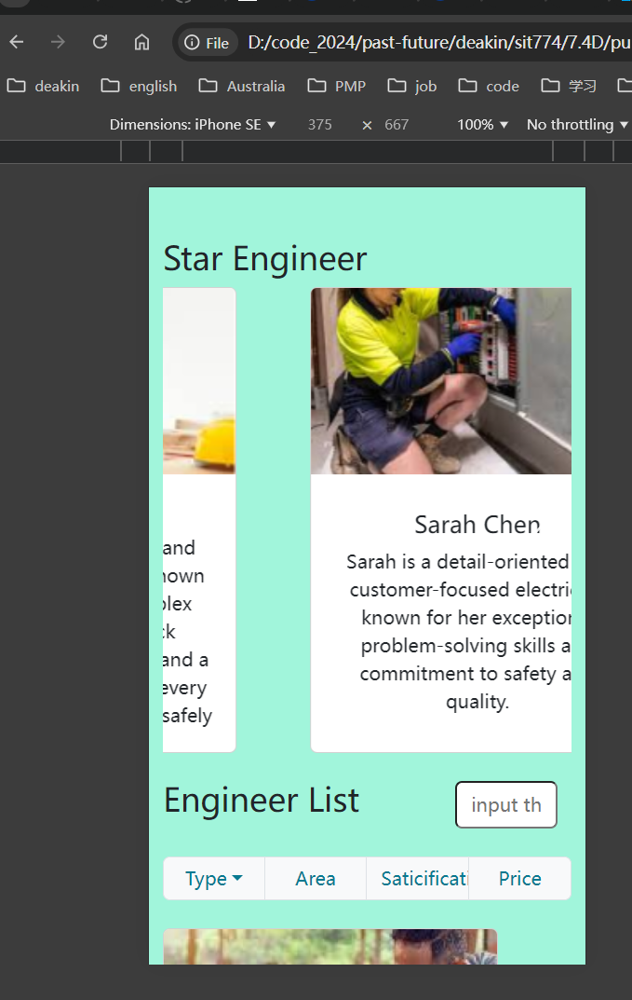 File D:/code_2024/past-future/deakin/sit774/7.4D/pu
deakin english Australia PMP job code 学习
Dimensions: iPhone SE ▼ 375 × 667 100% ▼ No throttling ▼
Star Engineer
and
nown
plex
ck
and a
every
safely
Sarah Chen
Sarah is a detail-oriented
customer-focused electri
known for her exception
problem-solving skills a
commitment to safety a
quality.
Engineer List
input th
Type Area Saticificati Price